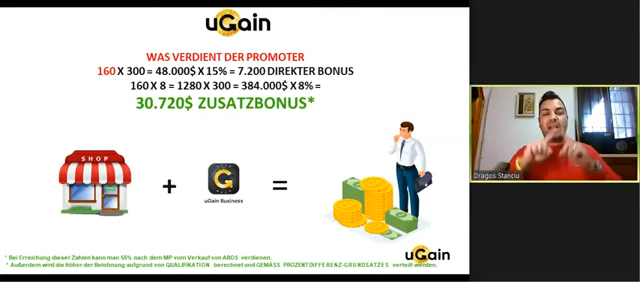 uGain
WAS VERDIENT DER PROMOTER
160 X 300 = 48.000$ X 15% = 7.200 DIREKTER BONUS
160 X 8 = 1280 X 300 = 384.000$ X 8% =
30.720$ ZUSATZBONUS*
SHOP
+
=
uGain Business
Dragos Stanciu
* Bei Erreichung dieser Zahlen kann man 55% nach dem MP vom Verkauf von ABOS verdienen.
* Außerntem wird die Höher der Belohnung aufgrund von QUALIFIKATION berechnet und GEMÄSS PROZENTDIFFERENZ-GRUNDSATZES verteilt werden.
uGain